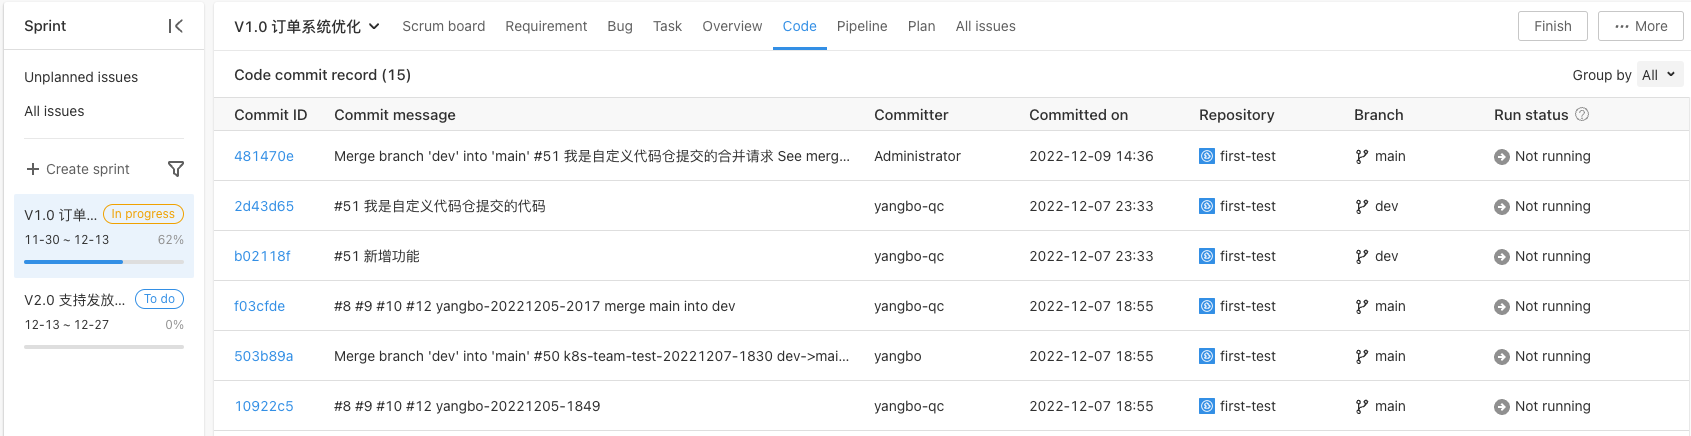 Sprint
Unplanned issues
All issues
Create sprint
V1.0 订单... In progress
11-30 ~ 12-13 62%
V2.0 支持发放... To do
12-13 ~ 12-27 0%
V1.0 订单系统优化 Scrum board Requirement Bug Task Overview Code Pipeline Plan All issues Finish ··· More
Code commit record (15) Group by All
Commit ID Commit message Committer Committed on Repository Branch Run status ?
481470e Merge branch 'dev' into 'main' #51 我是自定义代码仓提交的合并请求 See merg... Administrator 2022-12-09 14:36 first-test main Not running
2d43d65 #51 我是自定义代码仓提交的代码 yangbo-qc 2022-12-07 23:33 first-test dev Not running
b02118f #51 新增功能 yangbo-qc 2022-12-07 23:33 first-test dev Not running
f03cfde #8 #9 #10 #12 yangbo-20221205-2017 merge main into dev yangbo-qc 2022-12-07 18:55 first-test main Not running
503b89a Merge branch 'dev' into 'main' #50 k8s-team-test-20221207-1830 dev->mai... yangbo 2022-12-07 18:55 first-test main Not running
10922c5 #8 #9 #10 #12 yangbo-20221205-1849 yangbo-qc 2022-12-07 18:55 first-test main Not running